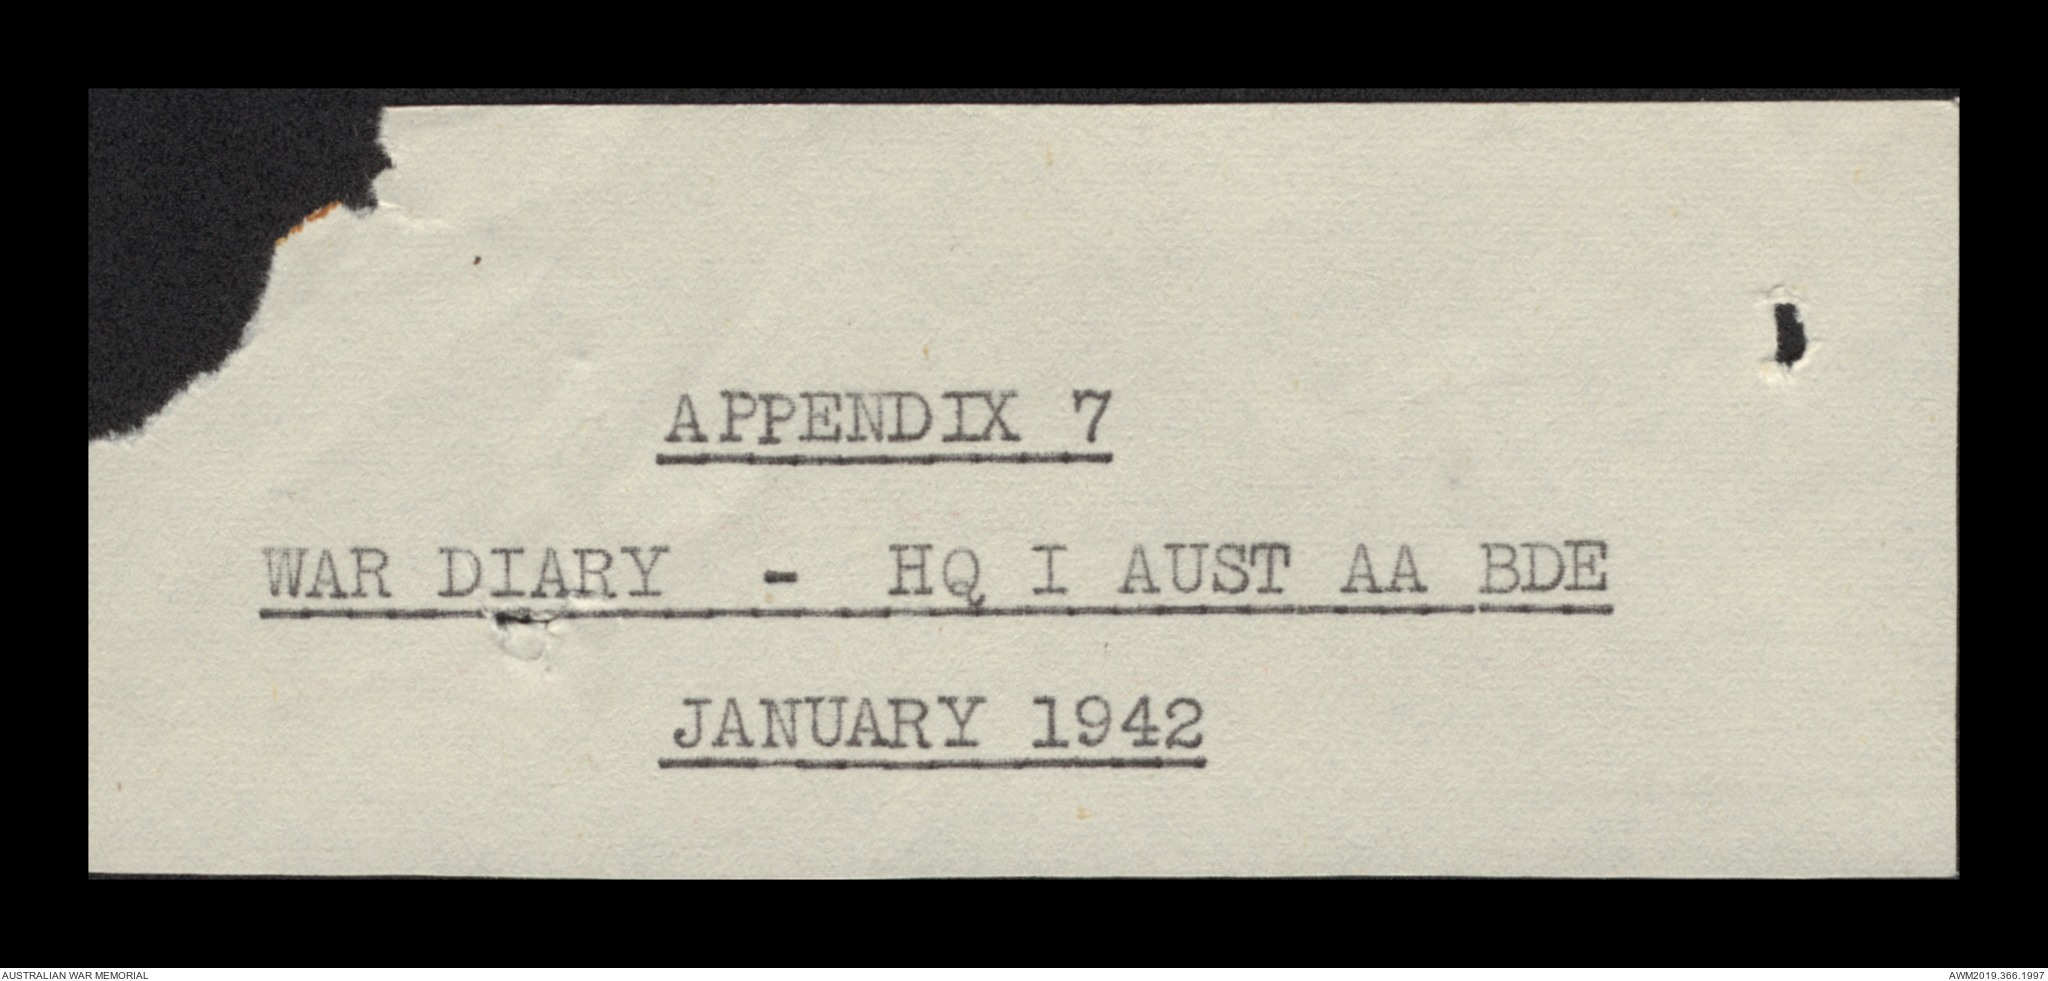 APPENDIX 7
WAR DIARY - HQ I AUST AA BDE
JANUARY 1942
AUSTRALIAN WAR MEMORIAL
AWM2019.366.1997